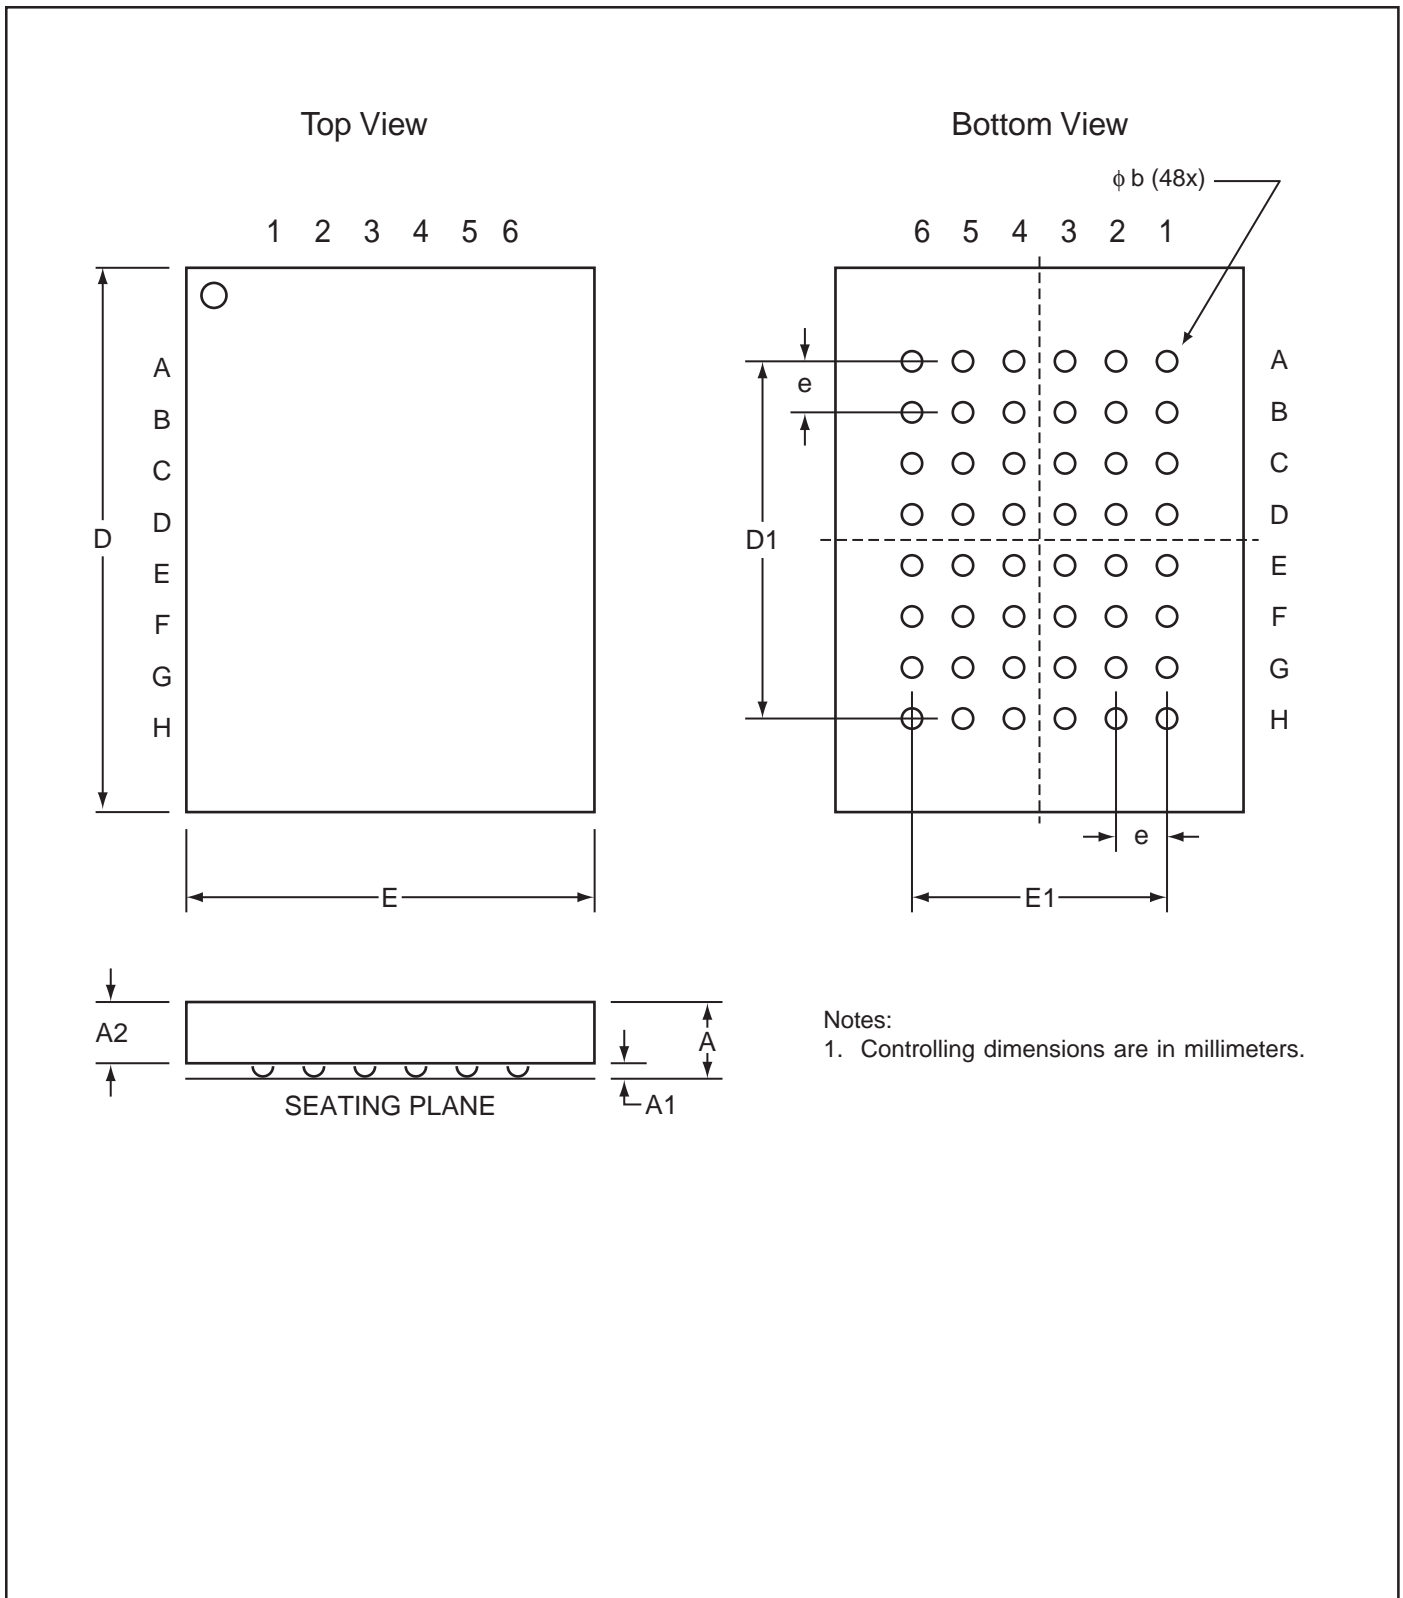 Top View
Bottom View
ϕ b (48x)
1 2 3 4 5 6
6 5 4 3 2 1
A
B
C
D
E
F
G
H
D
E
e
D1
A
B
C
D
E
F
G
H
e
E1
A2
A
A1
SEATING PLANE
Notes:
1. Controlling dimensions are in millimeters.